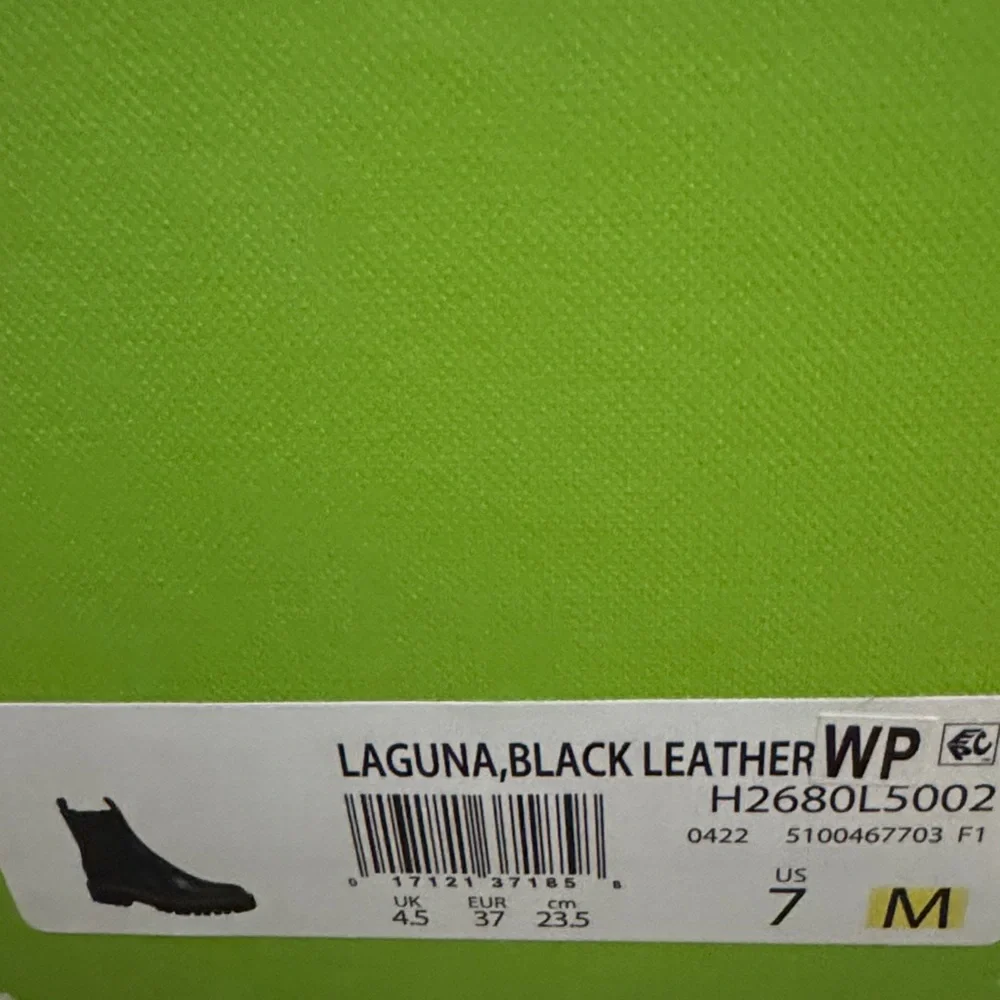 LAGUNA,BLACK LEATHER WP
H2680L5002
0422 5100467703 F1
0 17121 37185 8
UK EUR cm
4.5 37 23.5
US
7 M